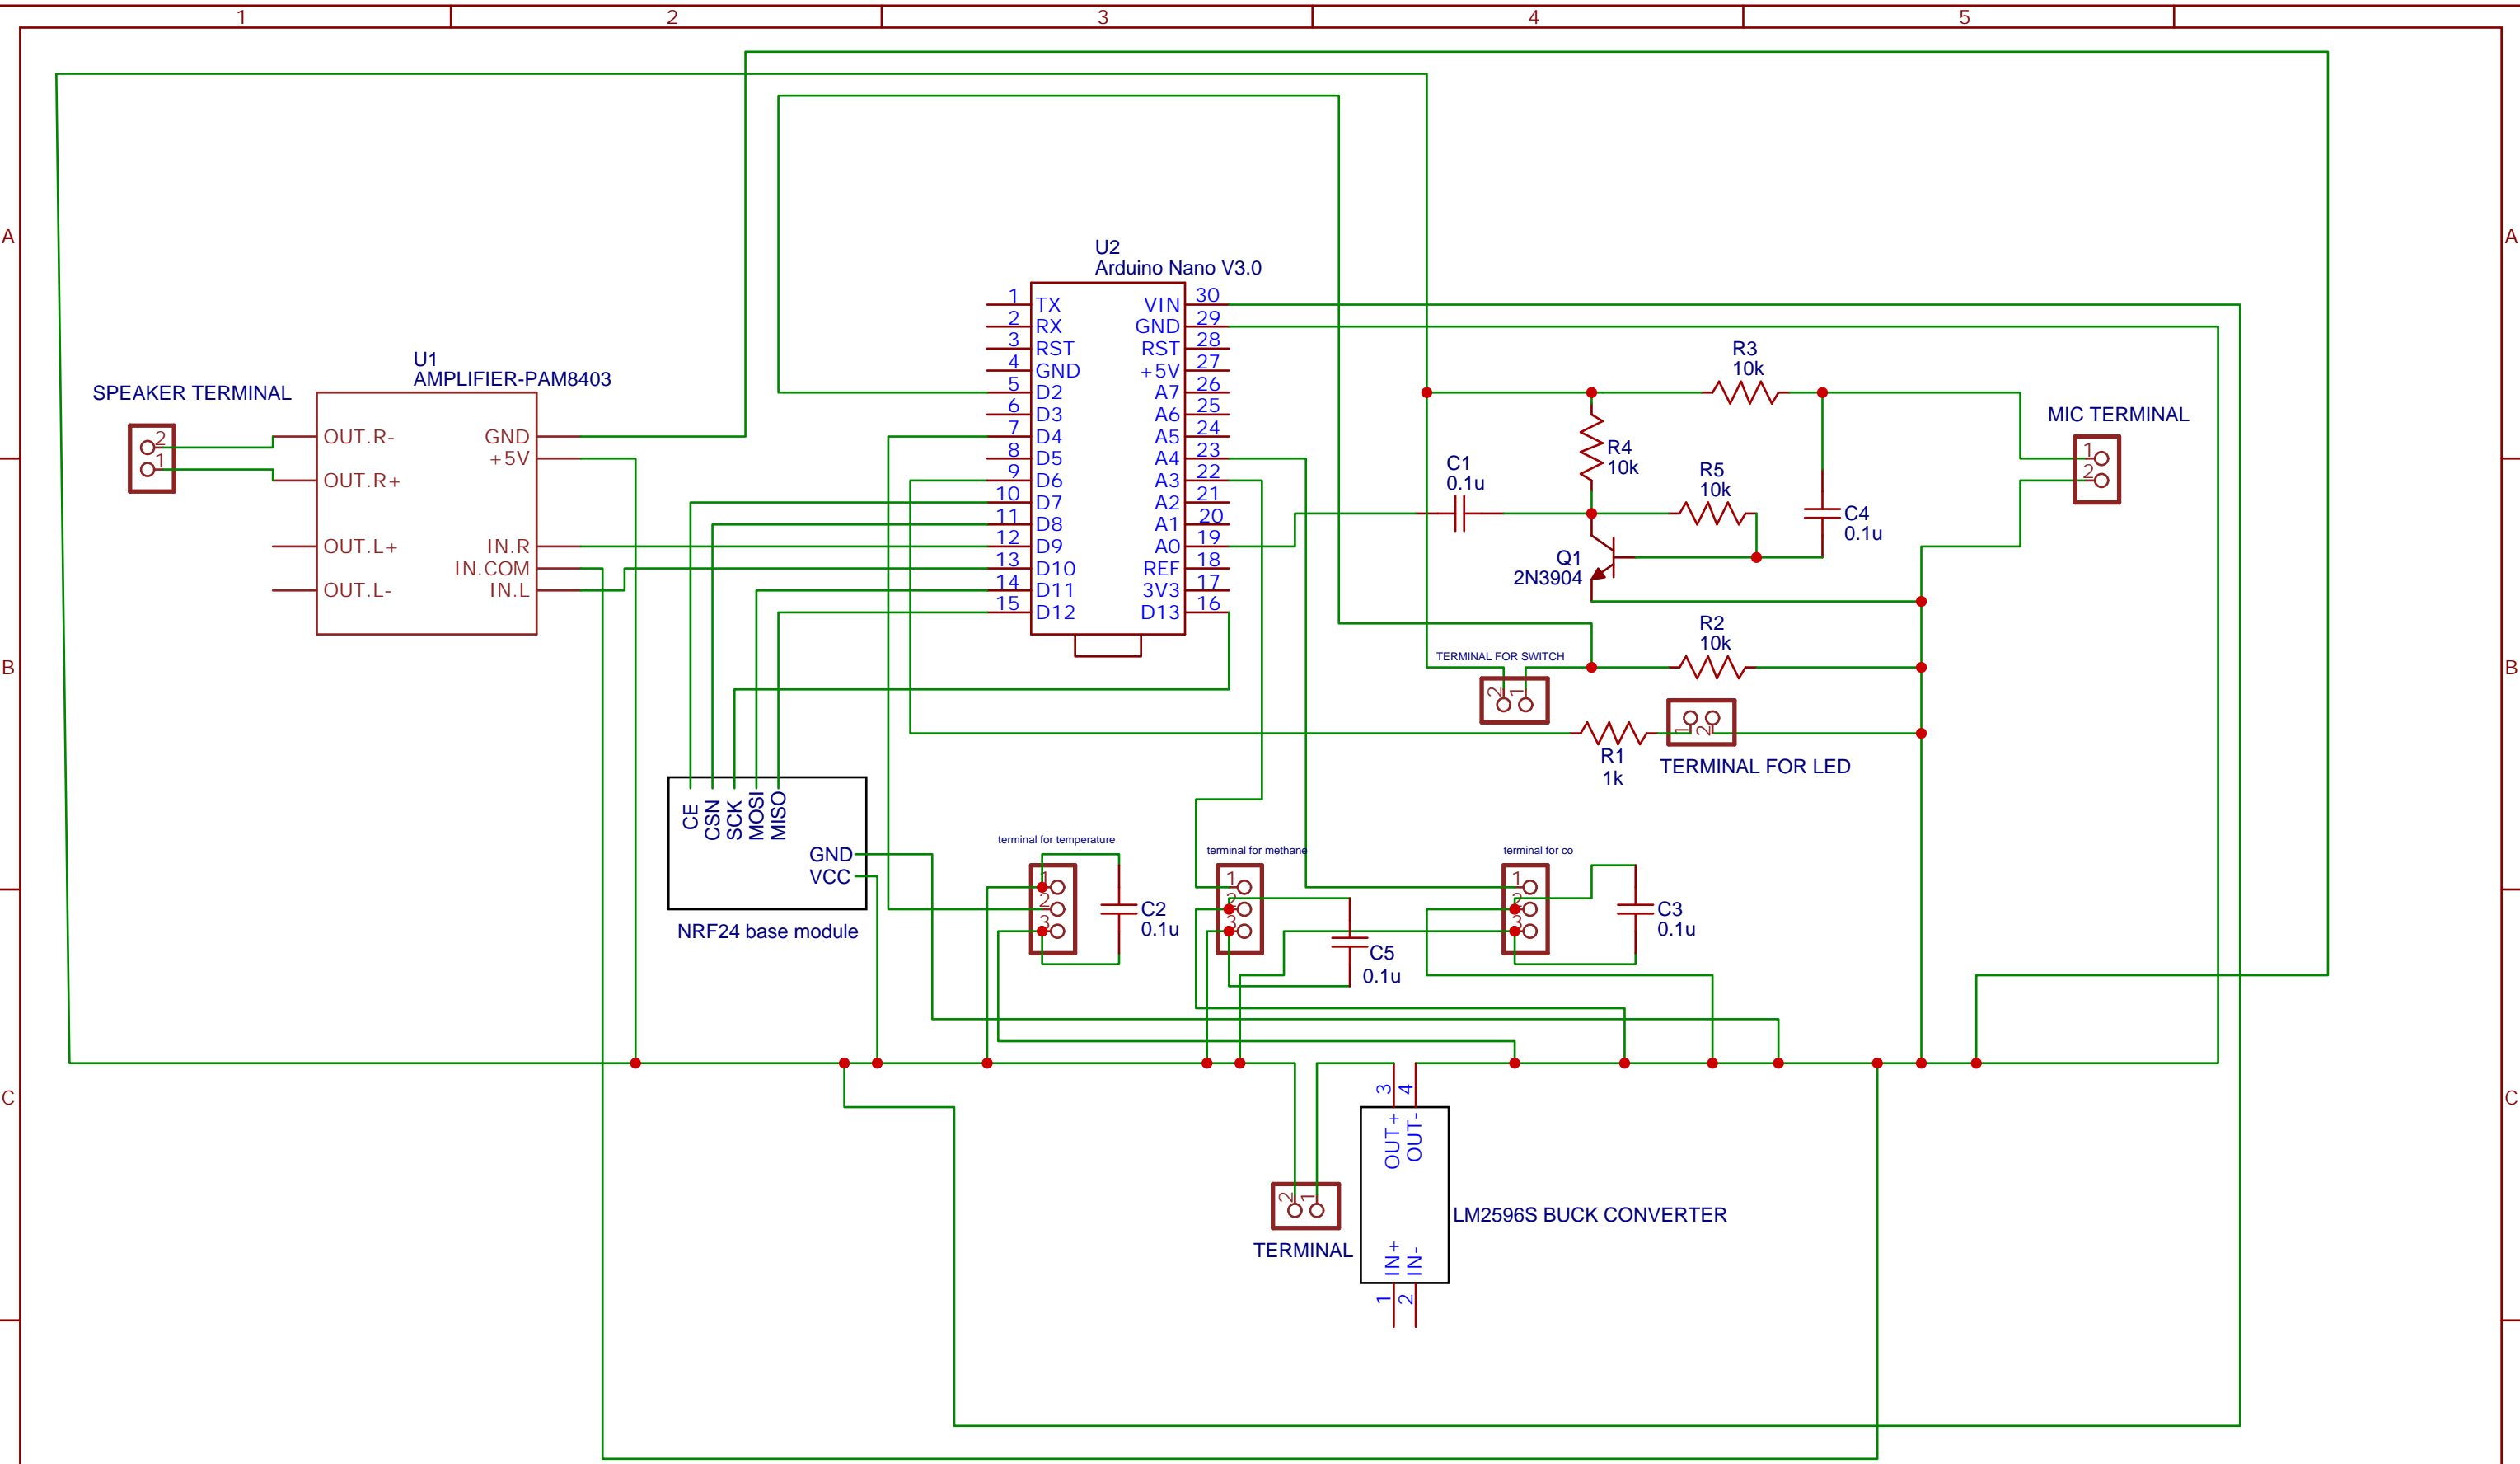 1
2
3
4
5
A
A
B
B
C
C
SPEAKER TERMINAL
2
1
U1
AMPLIFIER-PAM8403
OUT.R-
OUT.R+
OUT.L+
OUT.L-
GND
+5V
IN.R
IN.COM
IN.L
U2
Arduino Nano V3.0
1 TX
2 RX
3 RST
4 GND
5 D2
6 D3
7 D4
8 D5
9 D6
10 D7
11 D8
12 D9
13 D10
14 D11
15 D12
VIN 30
GND 29
RST 28
+5V 27
A7 26
A6 25
A5 24
A4 23
A3 22
A2 21
A1 20
A0 19
REF 18
3V3 17
D13 16
R3
10k
R4
10k
C1
0.1u
R5
10k
C4
0.1u
Q1
2N3904
MIC TERMINAL
1
2
R2
10k
TERMINAL FOR SWITCH
2
1
R1
1k
1
2
TERMINAL FOR LED
CE
CSN
SCK
MOSI
MISO
GND
VCC
NRF24 base module
terminal for temperature
1
2
3
C2
0.1u
terminal for methane
1
2
3
C5
0.1u
terminal for co
1
2
3
C3
0.1u
3
4
OUT+
OUT-
IN+
IN-
1
2
LM2596S BUCK CONVERTER
2
1
TERMINAL